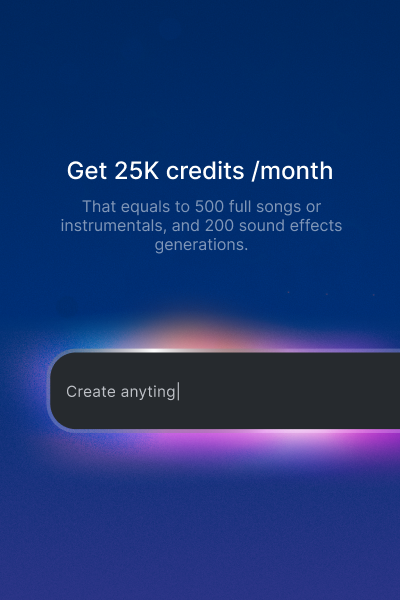 Get 25K credits /month
That equals to 500 full songs or
instrumentals, and 200 sound effects
generations.
Create anyting